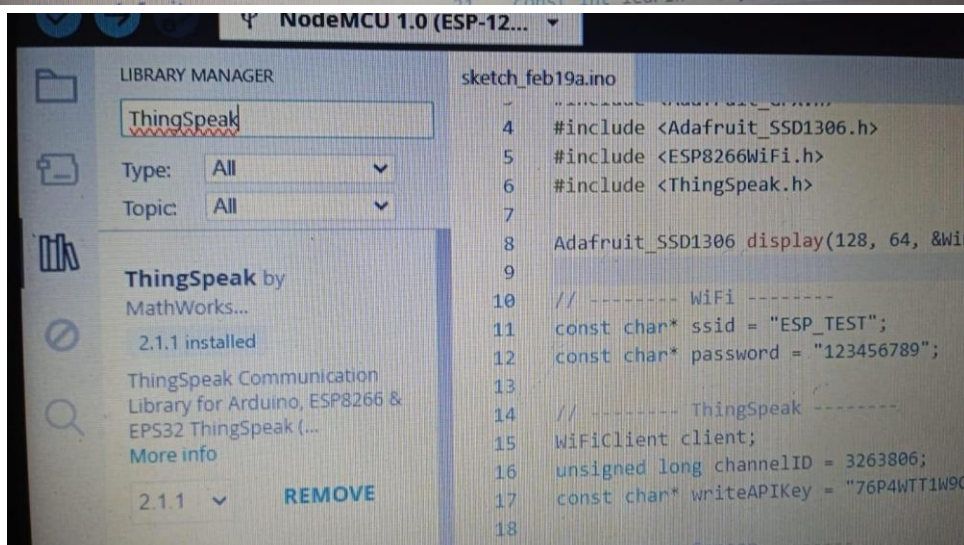 NodeMCU 1.0 (ESP-12...
LIBRARY MANAGER
ThingSpeak
Type: All
Topic: All
ThingSpeak by
MathWorks...
2.1.1 installed
ThingSpeak Communication
Library for Arduino, ESP8266 &
EPS32 ThingSpeak (...
More info
2.1.1
REMOVE
sketch_feb19a.ino
4 #include <Adafruit_SSD1306.h>
5 #include <ESP8266WiFi.h>
6 #include <ThingSpeak.h>
7
8 Adafruit_SSD1306 display(128, 64, &Wi
9
10 // -------- WiFi --------
11 const char* ssid = "ESP_TEST";
12 const char* password = "123456789";
13
14 // -------- ThingSpeak --------
15 WiFiClient client;
16 unsigned long channelID = 3263806;
17 const char* writeAPIKey = "76P4WTT1W9
18